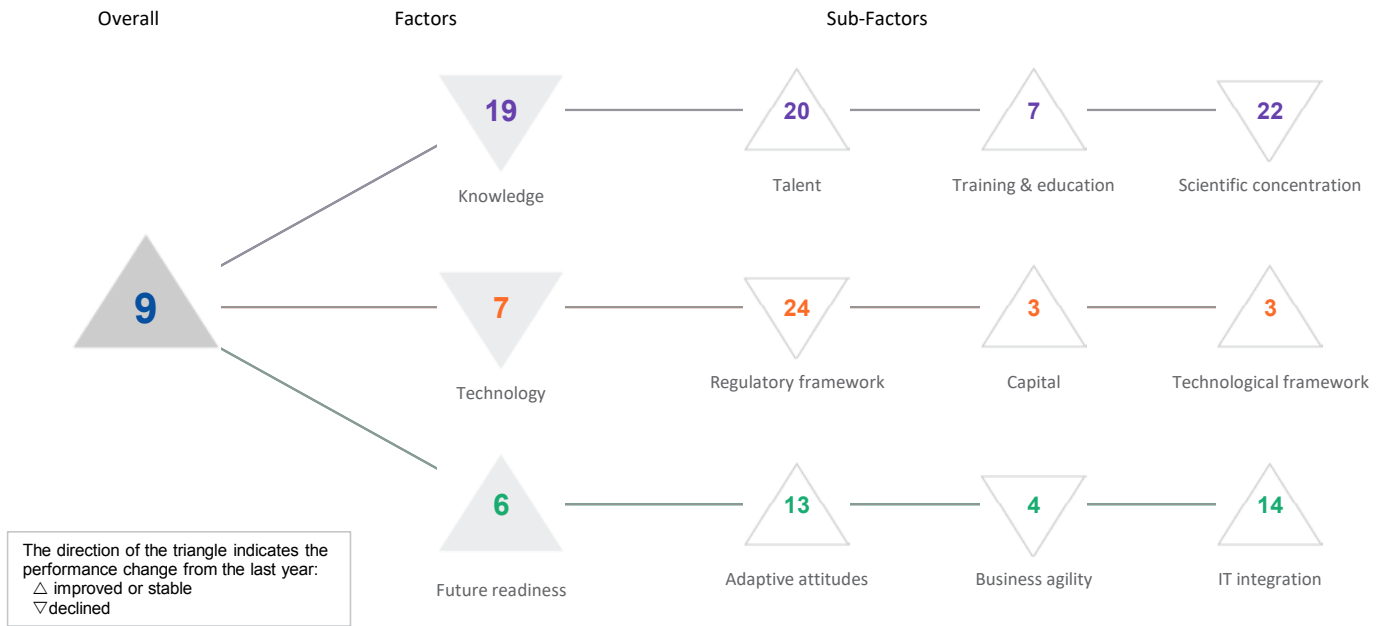 Overall
Factors
Sub-Factors
19
20
7
22
Knowledge
Talent
Training & education
Scientific concentration
9
7
24
3
3
Technology
Regulatory framework
Capital
Technological framework
6
13
4
14
Future readiness
Adaptive attitudes
Business agility
IT integration
The direction of the triangle indicates the
performance change from the last year:
△ improved or stable
▽declined